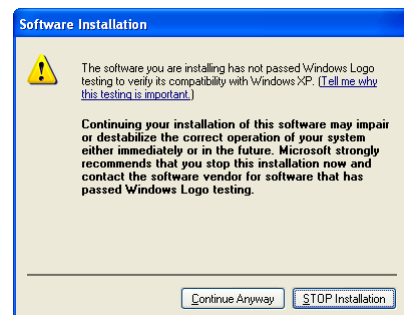 Software Installation
The software you are installing has not passed Windows Logo
testing to verify its compatibility with Windows XP. (Tell me why
this testing is important.)
Continuing your installation of this software may impair
or destabilize the correct operation of your system
either immediately or in the future. Microsoft strongly
recommends that you stop this installation now and
contact the software vendor for software that has
passed Windows Logo testing.
Continue Anyway
STOP Installation